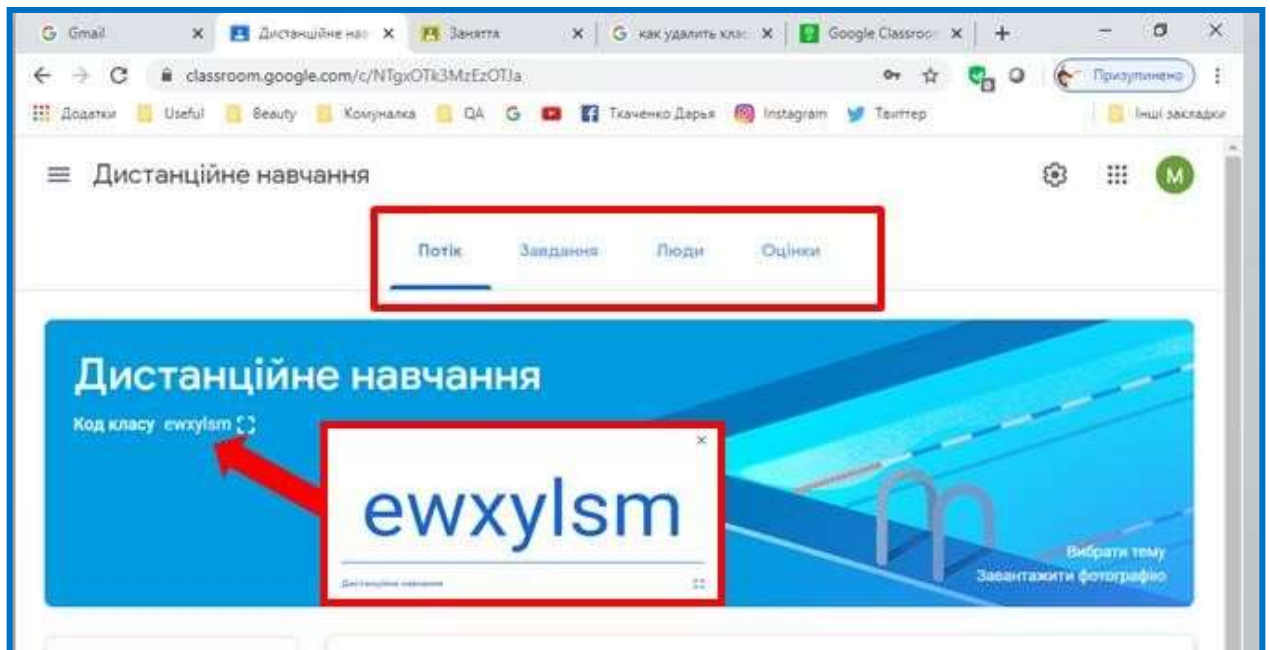 Gmail Дистанційне нав Заняття как удалить клас Google Classroo
classroom.google.com/c/NTgxOTk3MzEzOTJa Призупинено
Додатки Useful Beauty Комуналка QA Ткаченко Дарья Instagram Твиттер Інші закладки
Дистанційне навчання M
Потік Завдання Люди Оцінки
Дистанційне навчання
Код класу ewxylsm
ewxylsm
Дистанційне навчання
Вибрати тему
Завантажити фотографію